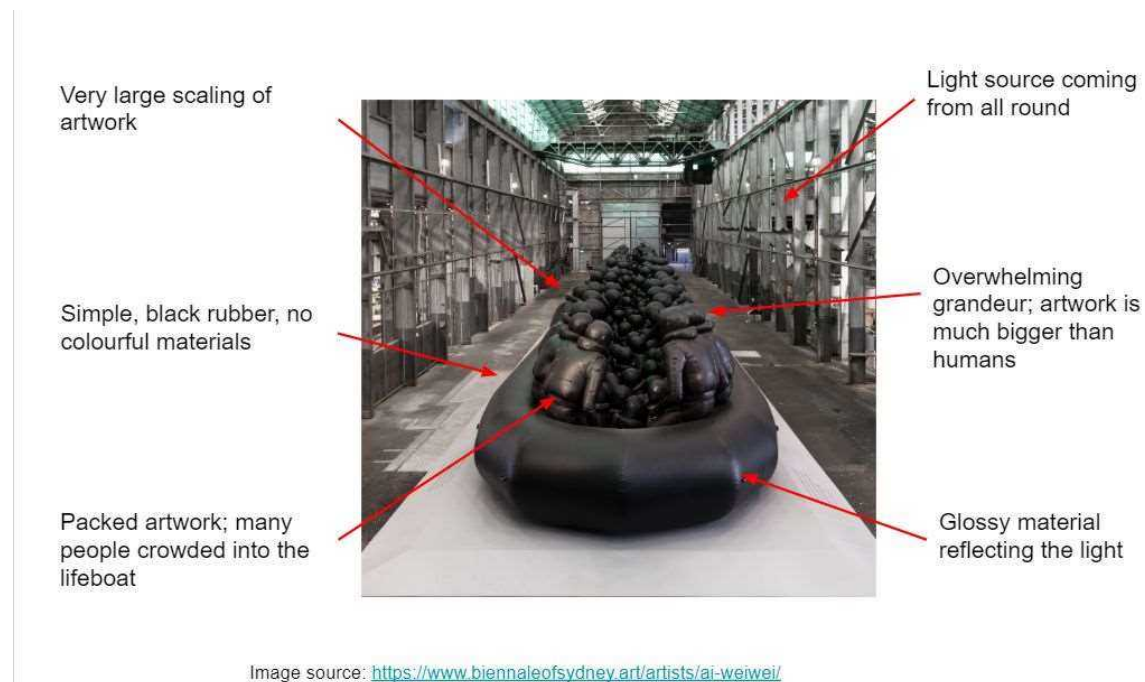 Very large scaling of
artwork
Light source coming
from all round
Simple, black rubber, no
colourful materials
Overwhelming
grandeur; artwork is
much bigger than
humans
Packed artwork; many
people crowded into the
lifeboat
Glossy material
reflecting the light
Image source: https://www.biennaleofsydney.art/artists/ai-weiwei/